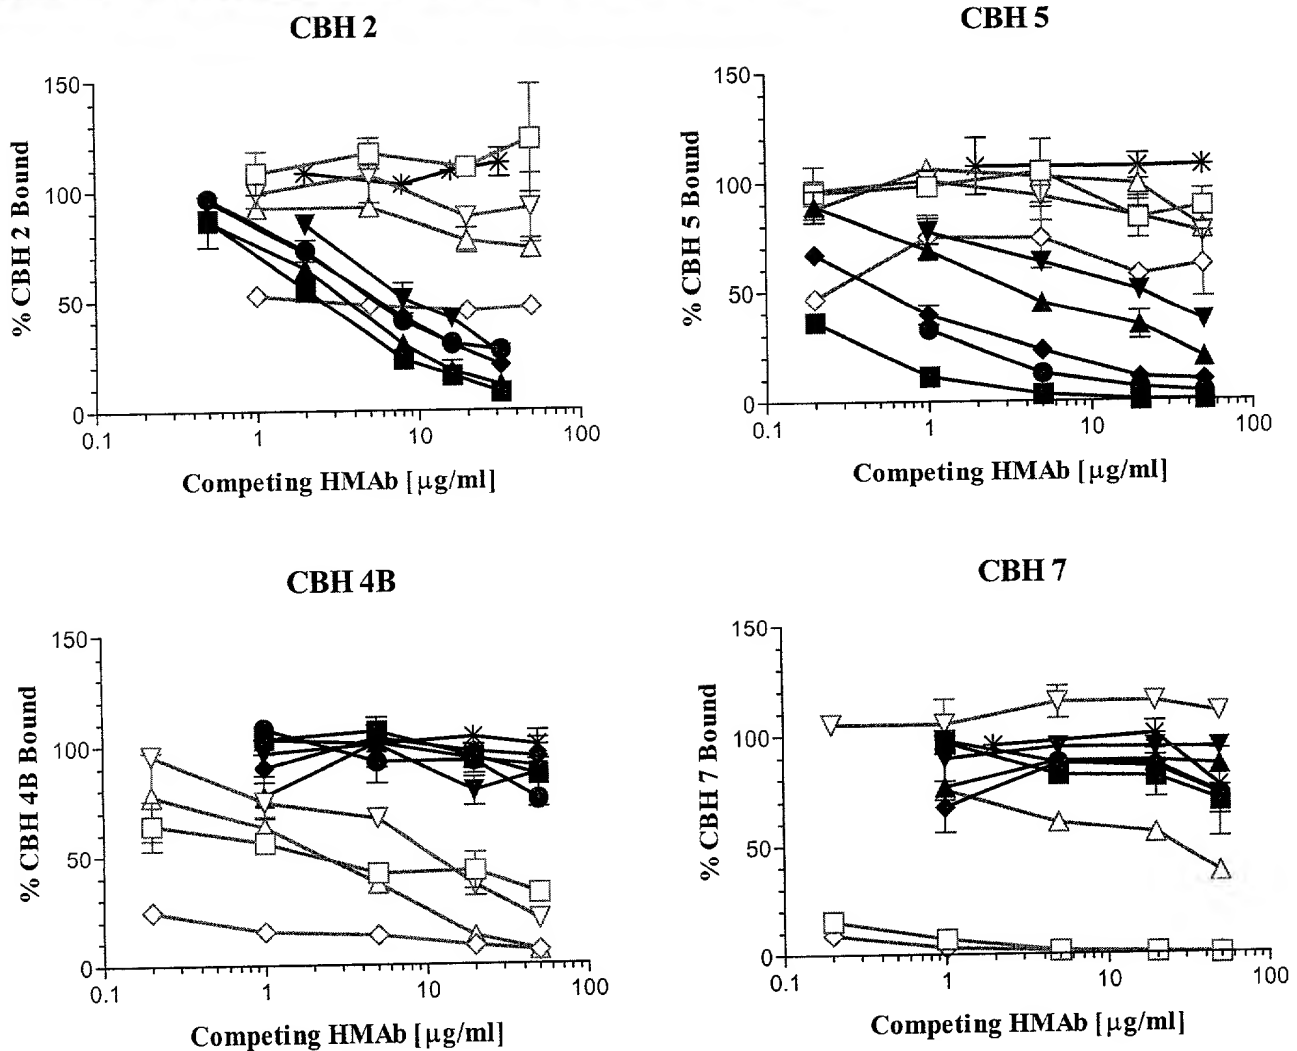 CBH 2
% CBH 2 Bound
150
100
50
0
0.1 1 10 100
Competing HMAb [μg/ml]
CBH 5
% CBH 5 Bound
150
100
50
0
0.1 1 10 100
Competing HMAb [μg/ml]
CBH 4B
% CBH 4B Bound
150
100
50
0
0.1 1 10 100
Competing HMAb [μg/ml]
CBH 7
% CBH 7 Bound
150
100
50
0
0.1 1 10 100
Competing HMAb [μg/ml]